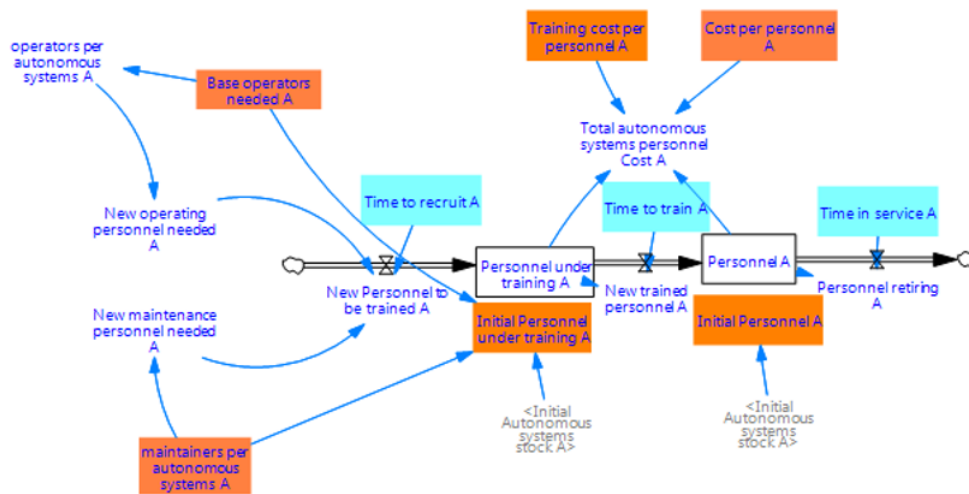 Training cost per
personnel A
Cost per personnel
A
operators per
autonomous
systems A
Base operators
needed A
Total autonomous
systems personnel
Cost A
Time to recruit A
Time to train A
Time in service A
New operating
personnel needed
A
Personnel under
training A
Personnel A
New Personnel to
be trained A
New trained
personnel A
Personnel retiring
A
New maintenance
personnel needed
A
Initial Personnel
under training A
Initial Personnel A
<Initial
Autonomous
systems
stock A>
<Initial
Autonomous
systems
stock A>
maintainers per
autonomous
systems A